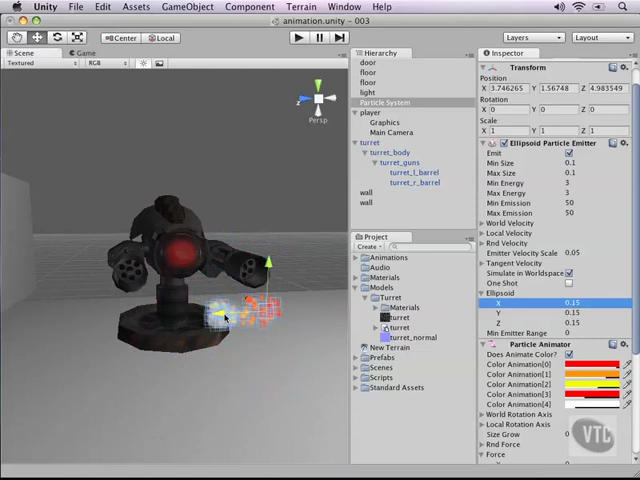 Unity File Edit Assets GameObject Component Terrain Window Help
animation.unity - 003
Center Local Layers Layout
Scene Game
Textured RGB
Persp
Hierarchy
door
floor
floor
light
Particle System
player
Graphics
Main Camera
turret
turret_body
turret_guns
turret_l_barrel
turret_r_barrel
wall
wall
Project
Create
Animations
Audio
Materials
Models
Turret
Materials
turret
turret
turret_normal
New Terrain
Prefabs
Scenes
Scripts
Standard Assets
Inspector
Transform
Position
X 3.746265 Y 1.56748 Z 4.983549
Rotation
X 0 Y 0 Z 0
Scale
X 1 Y 1 Z 1
Ellipsoid Particle Emitter
Emit
Min Size 0.1
Max Size 0.1
Min Energy 3
Max Energy 3
Min Emission 50
Max Emission 50
World Velocity
Local Velocity
Rnd Velocity
Emitter Velocity Scale 0.05
Tangent Velocity
Simulate in Worldspace
One Shot
Ellipsoid
X 0.15
Y 0.15
Z 0.15
Min Emitter Range 0
Particle Animator
Does Animate Color?
Color Animation[0]
Color Animation[1]
Color Animation[2]
Color Animation[3]
Color Animation[4]
World Rotation Axis
Local Rotation Axis
Size Grow 0
Rnd Force
Force
VTC